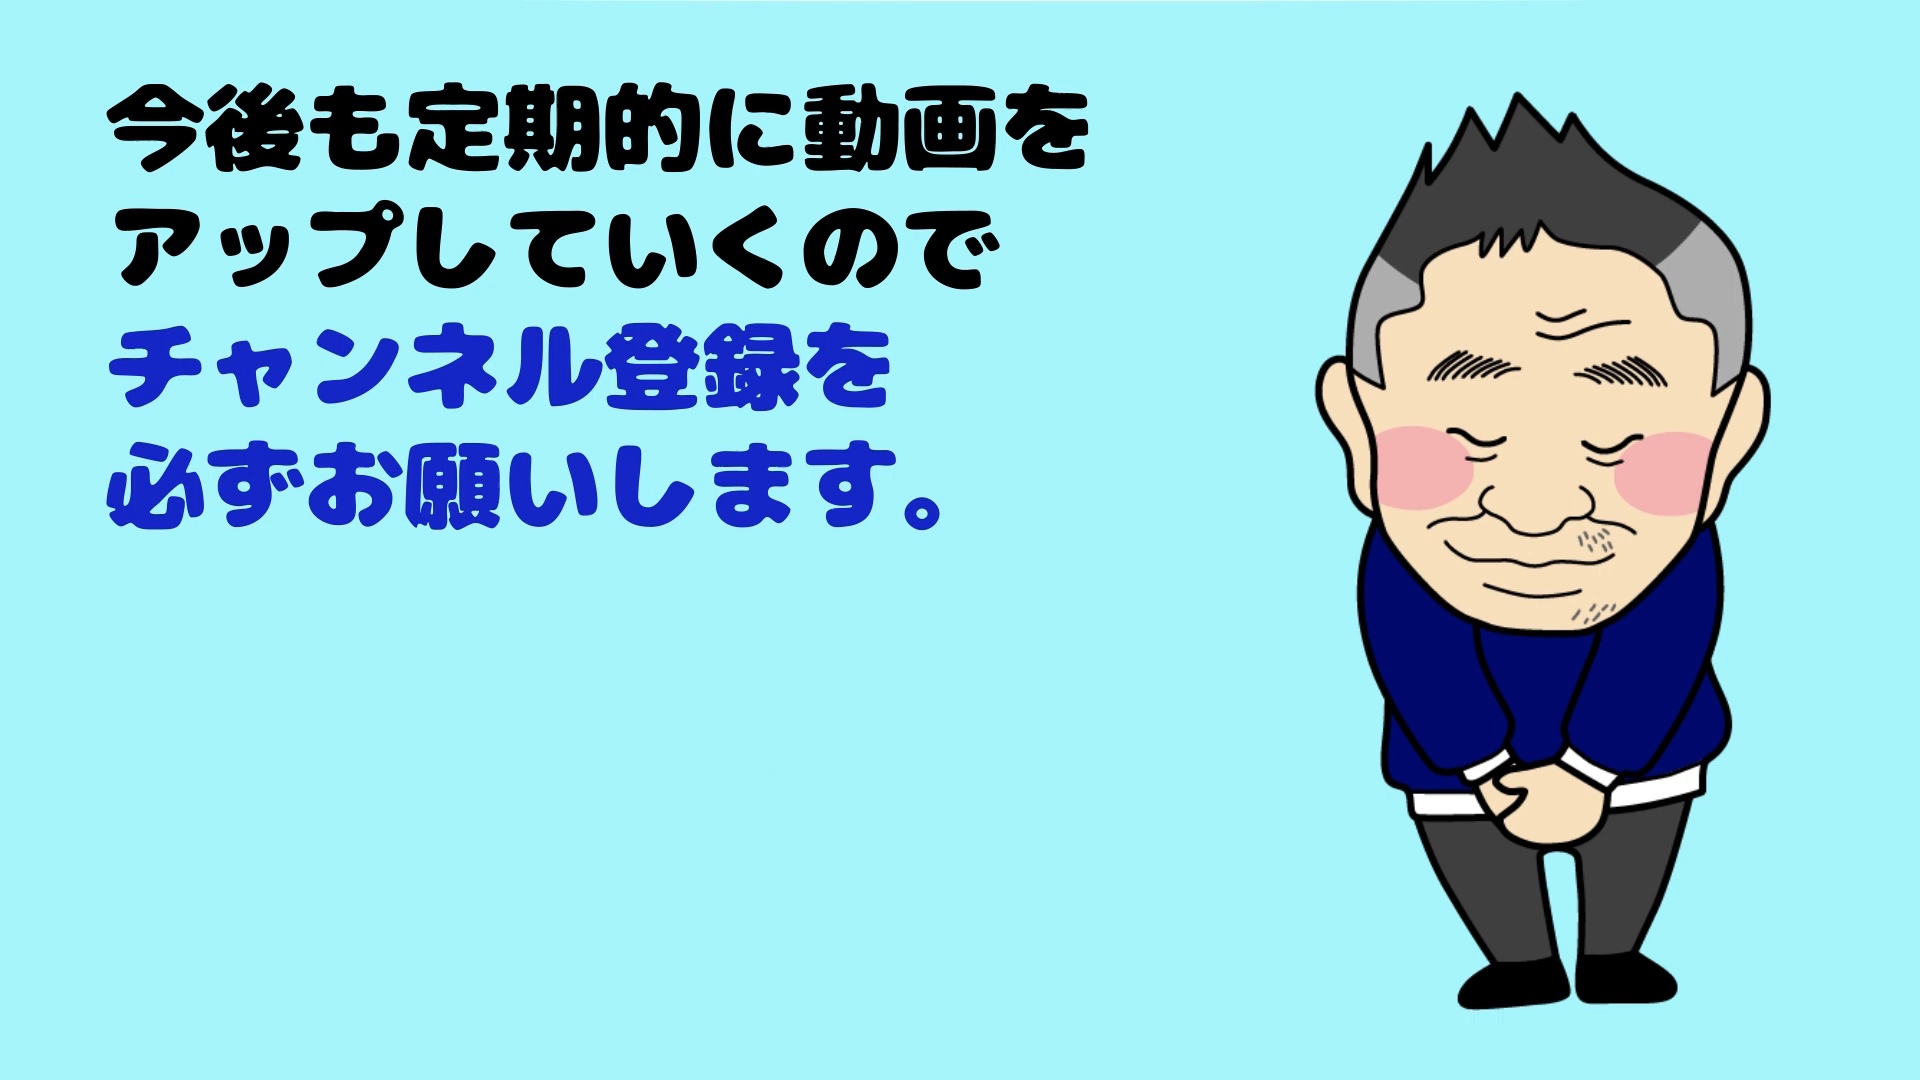 今後も定期的に動画を
アップしていくので
チャンネル登録を
必ずお願いします。